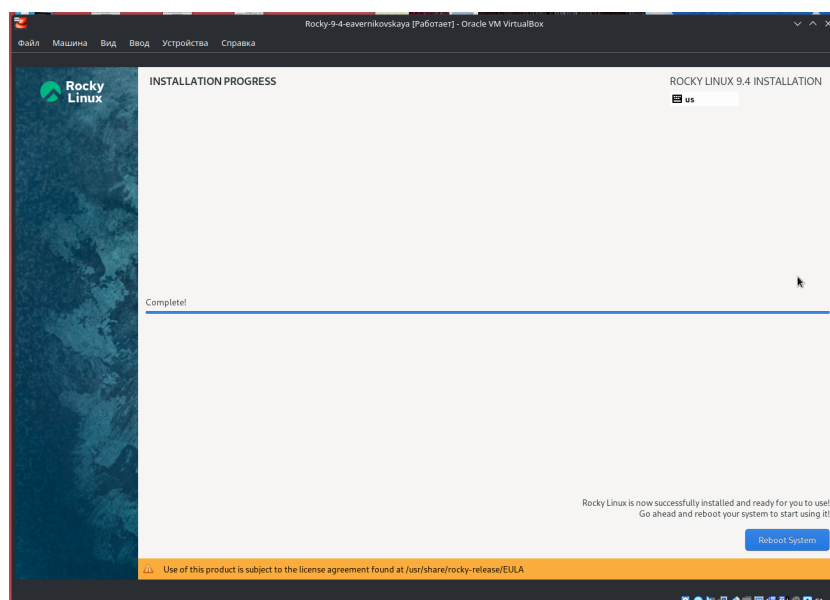 Rocky-9-4-eavernikovskaya [Работает] - Oracle VM VirtualBox
Файл Машина Вид Ввод Устройства Справка
Rocky
Linux
INSTALLATION PROGRESS
ROCKY LINUX 9.4 INSTALLATION
us
Complete!
Rocky Linux is now successfully installed and ready for you to use!
Go ahead and reboot your system to start using it!
Reboot System
Use of this product is subject to the license agreement found at /usr/share/rocky-release/EULA